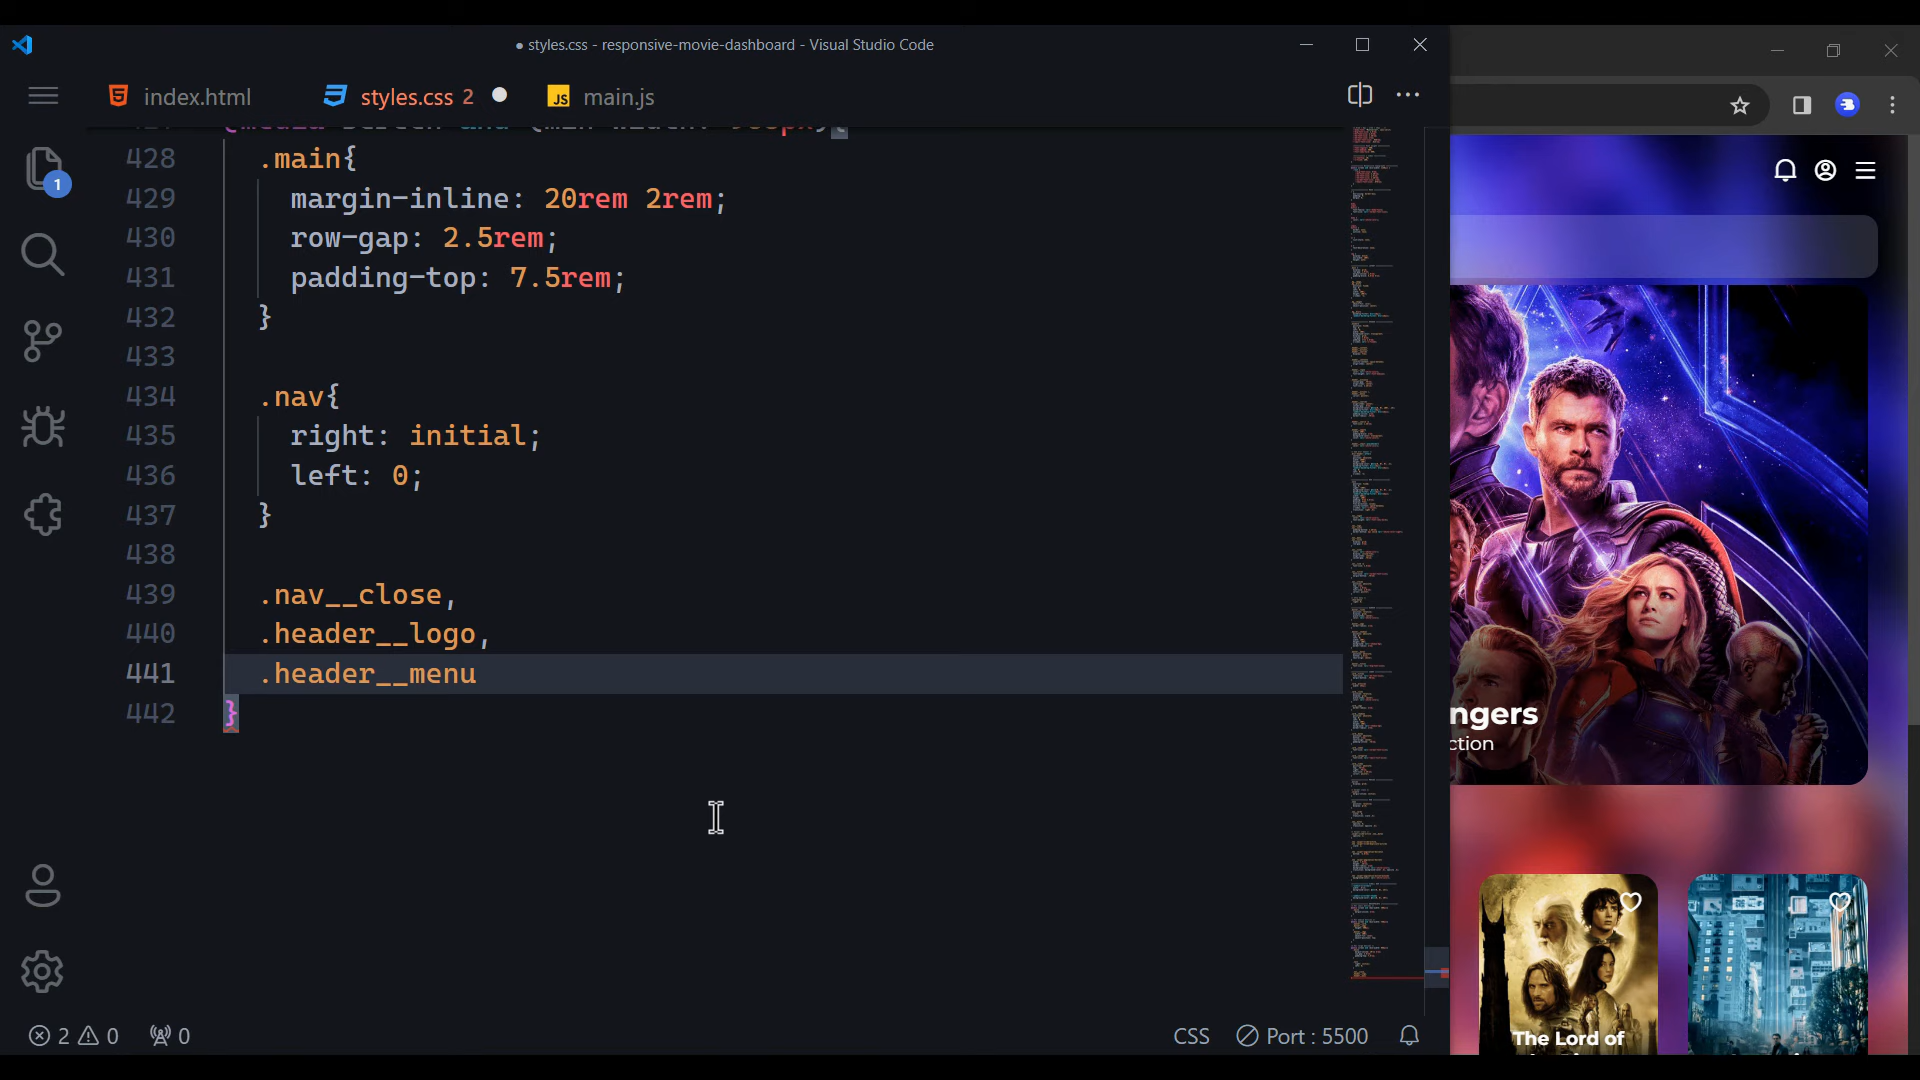 styles.css - responsive-movie-dashboard - Visual Studio Code
index.html
styles.css 2
JS main.js
428 .main{
429 margin-inline: 20rem 2rem;
430 row-gap: 2.5rem;
431 padding-top: 7.5rem;
432 }
433
434 .nav{
435 right: initial;
436 left: 0;
437 }
438
439 .nav__close,
440 .header__logo,
441 .header__menu
442 }
1
ngers
ction
The Lord of
2 0 0
CSS Port : 5500